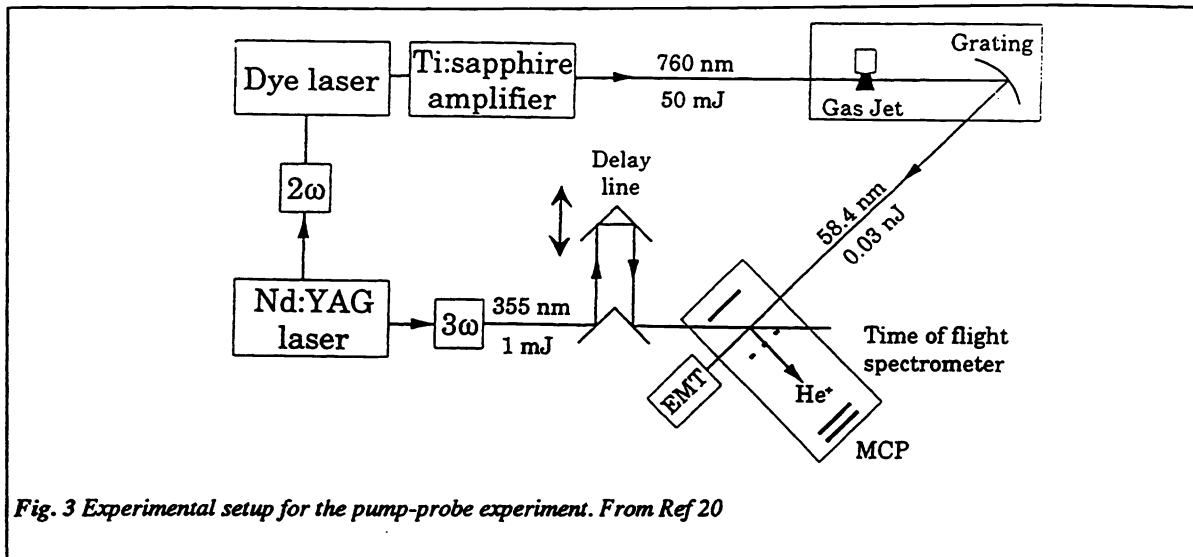 Dye laser
Ti:sapphire
amplifier
760 nm
50 mJ
Gas Jet
Grating
2ω
Delay
line
58.4 nm
0.03 nJ
Nd:YAG
laser
3ω
355 nm
1 mJ
EMT
He⁺
Time of flight
spectrometer
MCP
Fig. 3 Experimental setup for the pump-probe experiment. From Ref 20